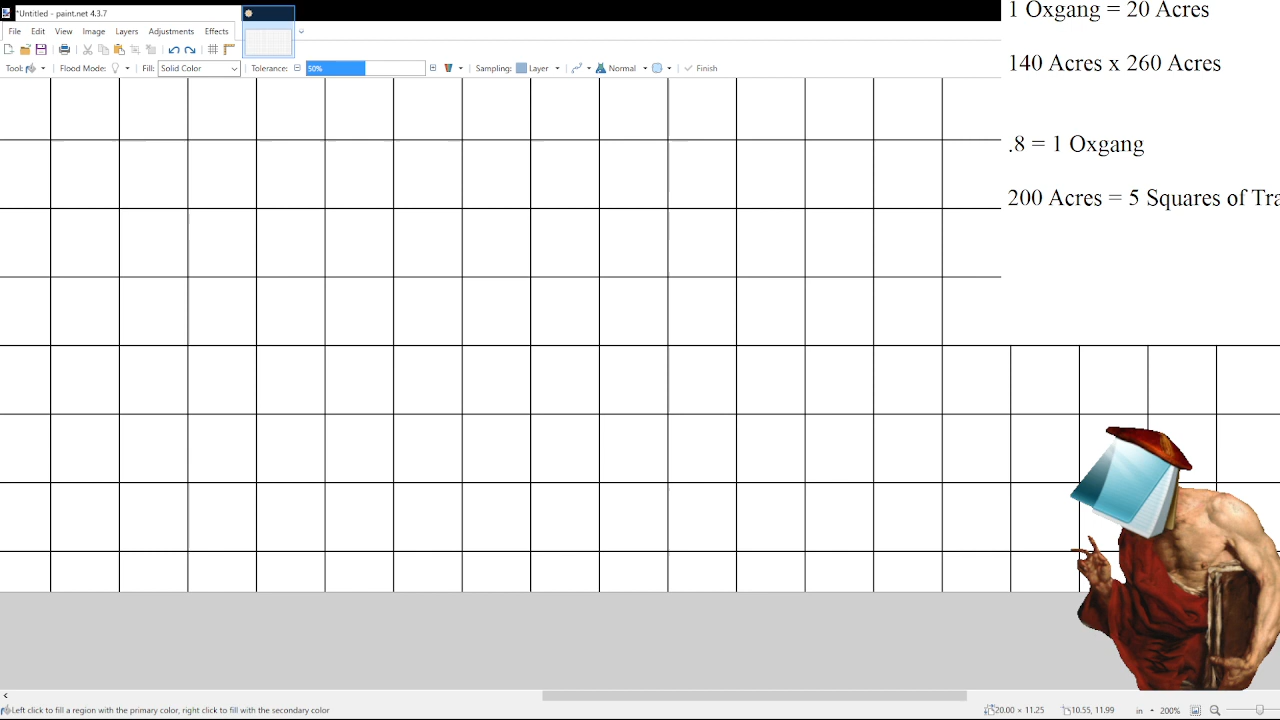 *Untitled - paint.net 4.3.7
1 Oxgang = 20 Acres
File Edit View Image Layers Adjustments Effects
140 Acres x 260 Acres
Tool: Flood Mode: Fill: Solid Color Tolerance: 50% Sampling: Layer Normal Finish
.8 = 1 Oxgang
200 Acres = 5 Squares of
Left click to fill a region with the primary color, right click to fill with the secondary color
20.00 × 11.25 10.55, 11.99 in 200%